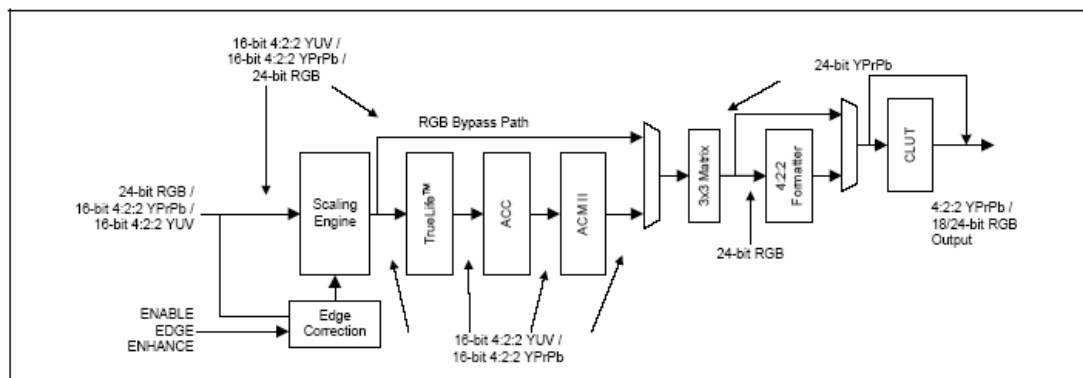 16-bit 4:2:2 YUV /
16-bit 4:2:2 YPrPb /
24-bit RGB
24-bit YPrPb
RGB Bypass Path
24-bit RGB /
16-bit 4:2:2 YPrPb /
16-bit 4:2:2 YUV
Scaling
Engine
TrueLife™
ACC
ACMII
3x3 Matrix
4:2:2
Formatter
CLUT
4:2:2 YPrPb /
18/24-bit RGB
Output
24-bit RGB
ENABLE
EDGE
ENHANCE
Edge
Correction
16-bit 4:2:2 YUV /
16-bit 4:2:2 YPrPb